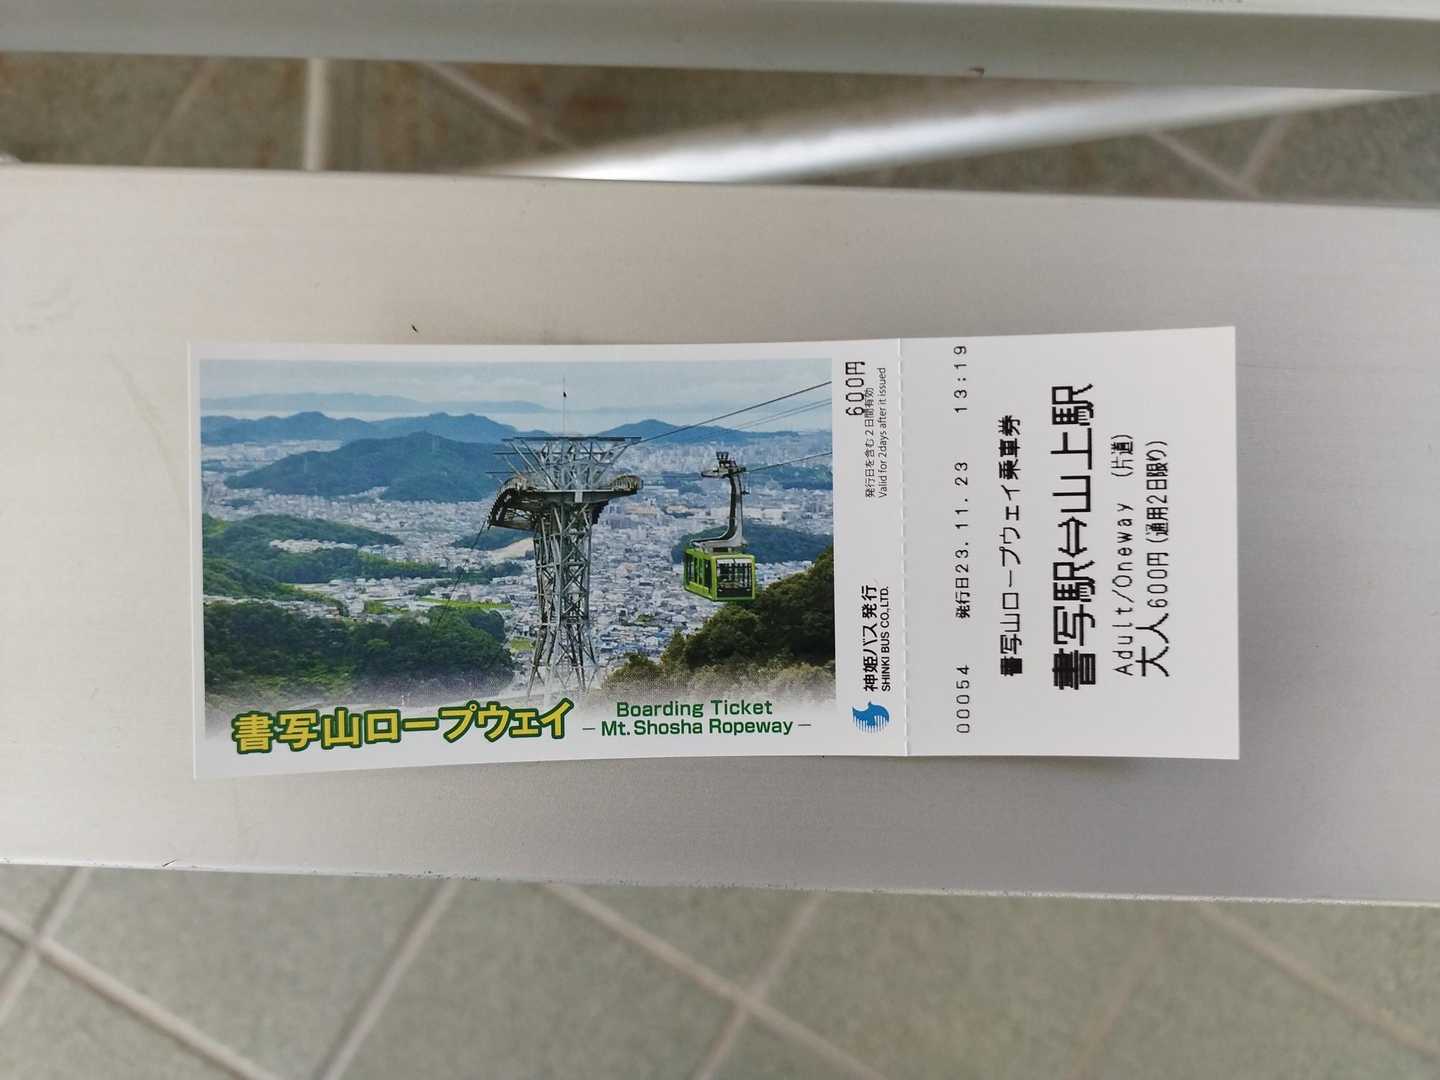 書写山ロープウェイ
Boarding Ticket
－Mt. Shosha Ropeway－
600円
発行日を含む2日間有効
Valid for 2days after it issued
神姫バス発行
SHINKI BUS CO.,LTD.
00054 発行日23.11.23 13:19
書写山ロープウェイ乗車券
書写駅⇔山上駅
Adult/Oneway (片道)
大人600円(通用2日限り)